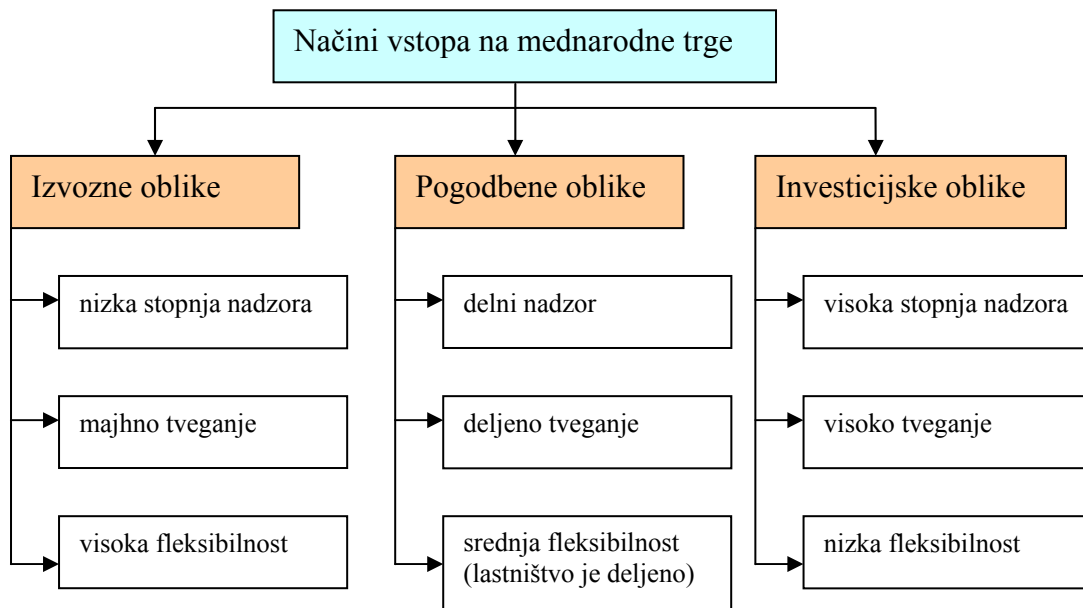 Načini vstopa na mednarodne trge
Izvozne oblike
nizka stopnja nadzora
majhno tveganje
visoka fleksibilnost
Pogodbene oblike
delni nadzor
deljeno tveganje
srednja fleksibilnost
(lastništvo je deljeno)
Investicijske oblike
visoka stopnja nadzora
visoko tveganje
nizka fleksibilnost